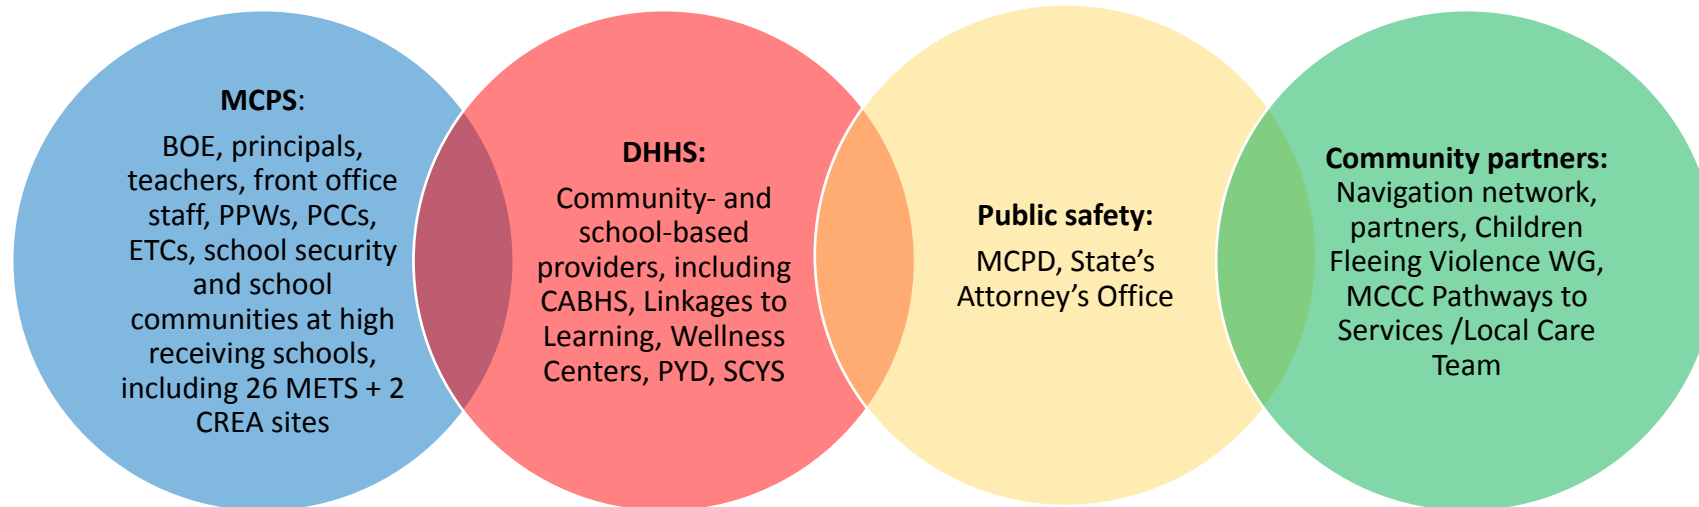 MCPS:
BOE, principals,
teachers, front office
staff, PPWs, PCCs,
ETCs, school security
and school
communities at high
receiving schools,
including 26 METS + 2
CREA sites
DHHS:
Community- and
school-based
providers, including
CABHS, Linkages to
Learning, Wellness
Centers, PYD, SCYS
Public safety:
MCPD, State’s
Attorney’s Office
Community partners:
Navigation network,
partners, Children
Fleeing Violence WG,
MCCC Pathways to
Services /Local Care
Team